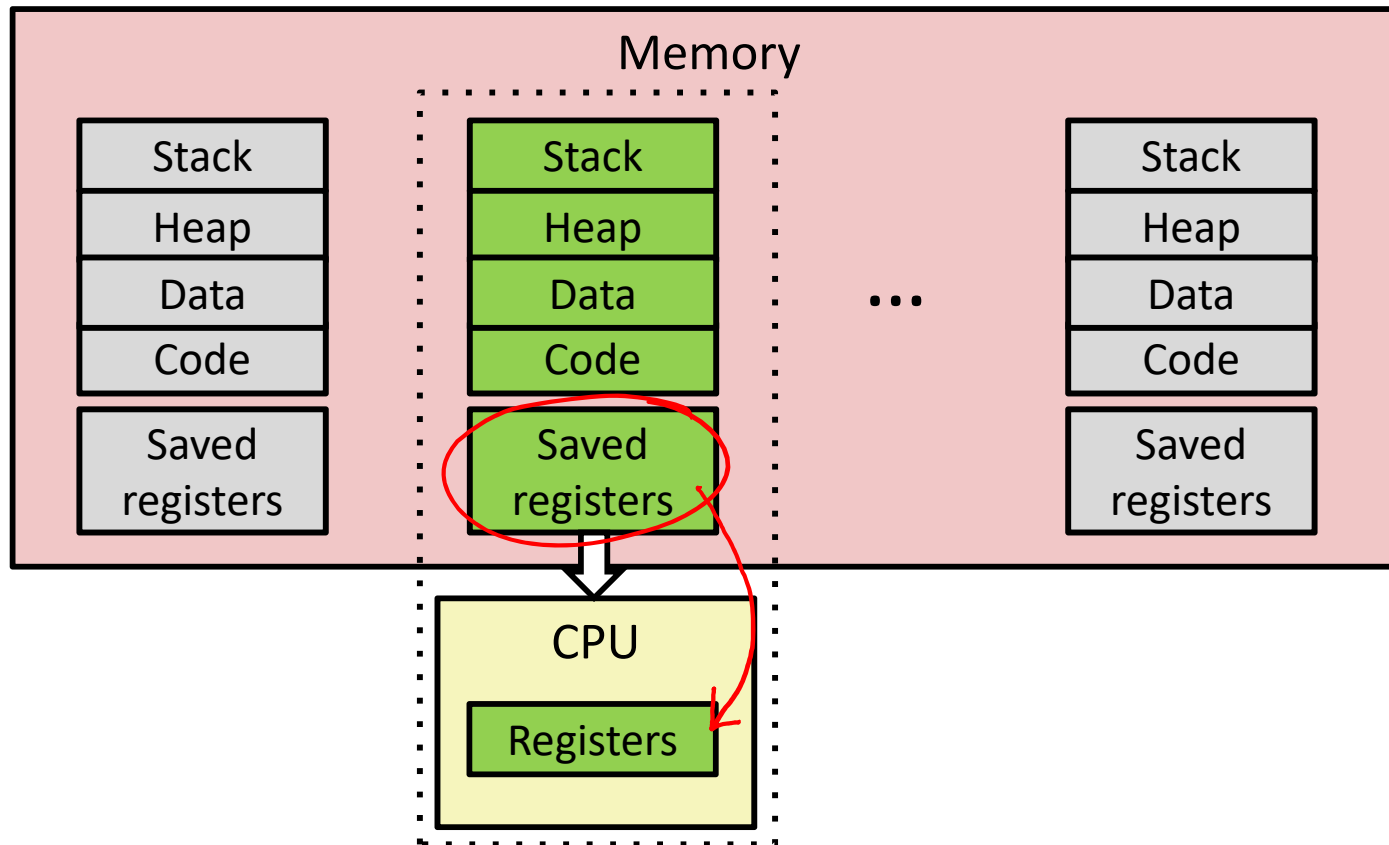 Memory
Stack
Heap
Data
Code
Saved
registers
Stack
Heap
Data
Code
Saved
registers
...
Stack
Heap
Data
Code
Saved
registers
CPU
Registers